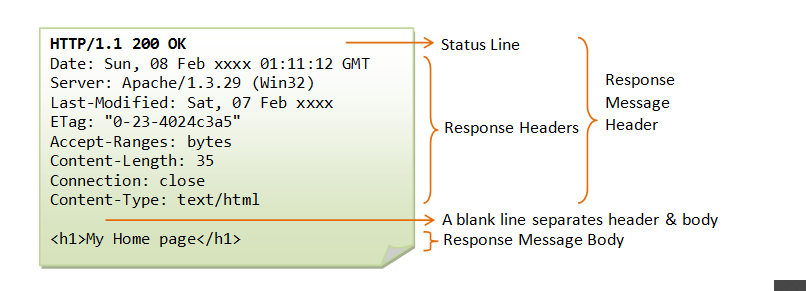 HTTP/1.1 200 OK
Date: Sun, 08 Feb xxxx 01:11:12 GMT
Server: Apache/1.3.29 (Win32)
Last-Modified: Sat, 07 Feb xxxx
ETag: "0-23-4024c3a5"
Accept-Ranges: bytes
Content-Length: 35
Connection: close
Content-Type: text/html
<h1>My Home page</h1>
Status Line
Response Headers
Response
Message
Header
A blank line separates header & body
Response Message Body